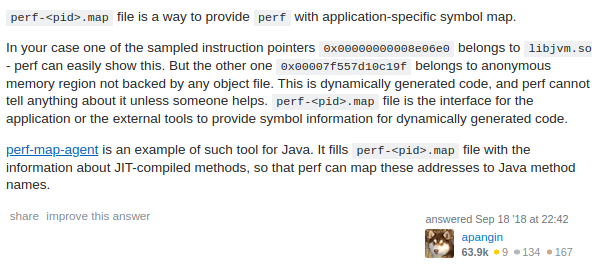 perf-<pid>.map file is a way to provide perf with application-specific symbol map.
In your case one of the sampled instruction pointers 0x00000000008e06e0 belongs to libjvm.so
- perf can easily show this. But the other one 0x00007f557d10c19f belongs to anonymous
memory region not backed by any object file. This is dynamically generated code, and perf cannot
tell anything about it unless someone helps. perf-<pid>.map file is the interface for the
application or the external tools to provide symbol information for dynamically generated code.
perf-map-agent is an example of such tool for Java. It fills perf-<pid>.map file with the
information about JIT-compiled methods, so that perf can map these addresses to Java method
names.
share improve this answer
answered Sep 18 '18 at 22:42
apangin
63.9k 9 134 167